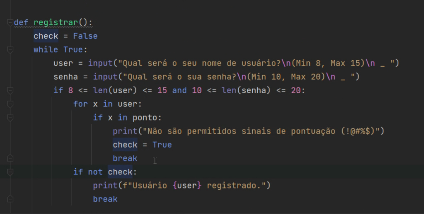 def registrar():
check = False
while True:
user = input("Qual será o seu nome de usuário?\n(Min 8, Max 15)\n _ ")
senha = input("Qual será o sua senha?\n(Min 10, Max 20)\n _ ")
if 8 <= len(user) <= 15 and 10 <= len(senha) <= 20:
for x in user:
if x in ponto:
print("Não são permitidos sinais de pontuação (!@#%$)")
check = True
break
if not check:
print(f"Usuário {user} registrado.")
break